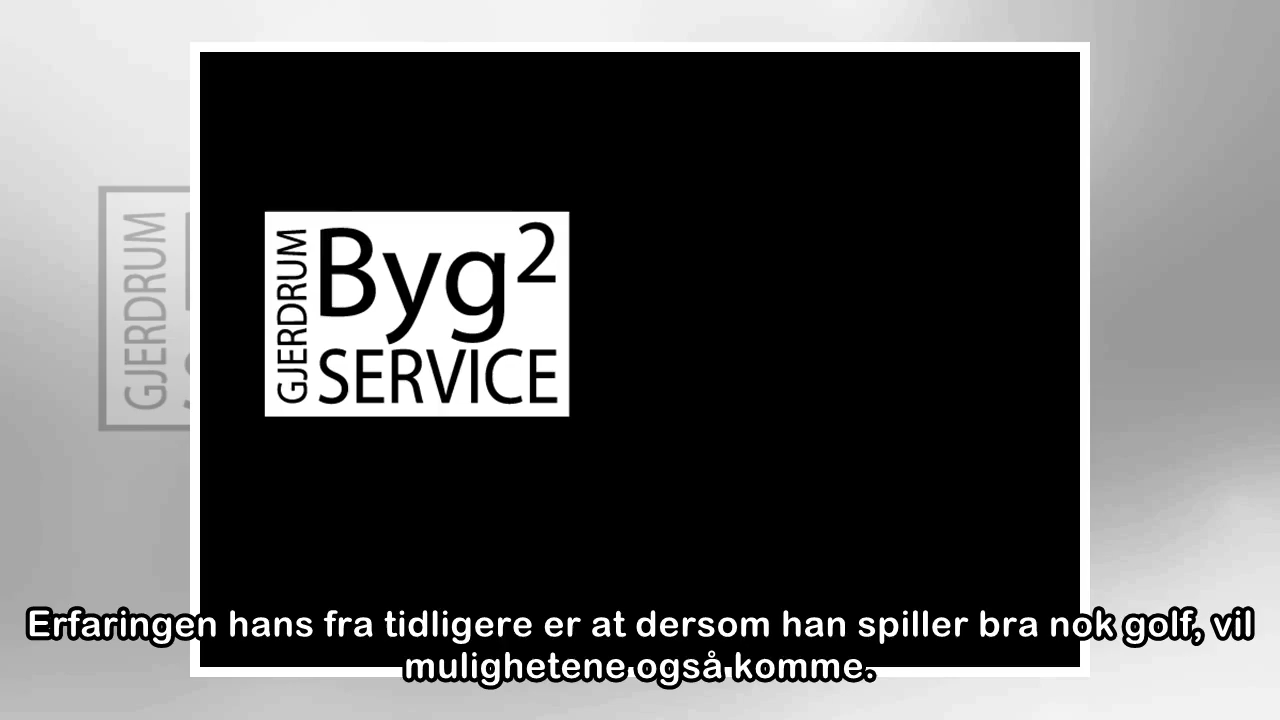 GJERDRUM
Byg²
SERVICE
GJERDRUM
Erfaringen hans fra tidligere er at dersom han spiller bra nok golf, vil
mulighetene også komme.